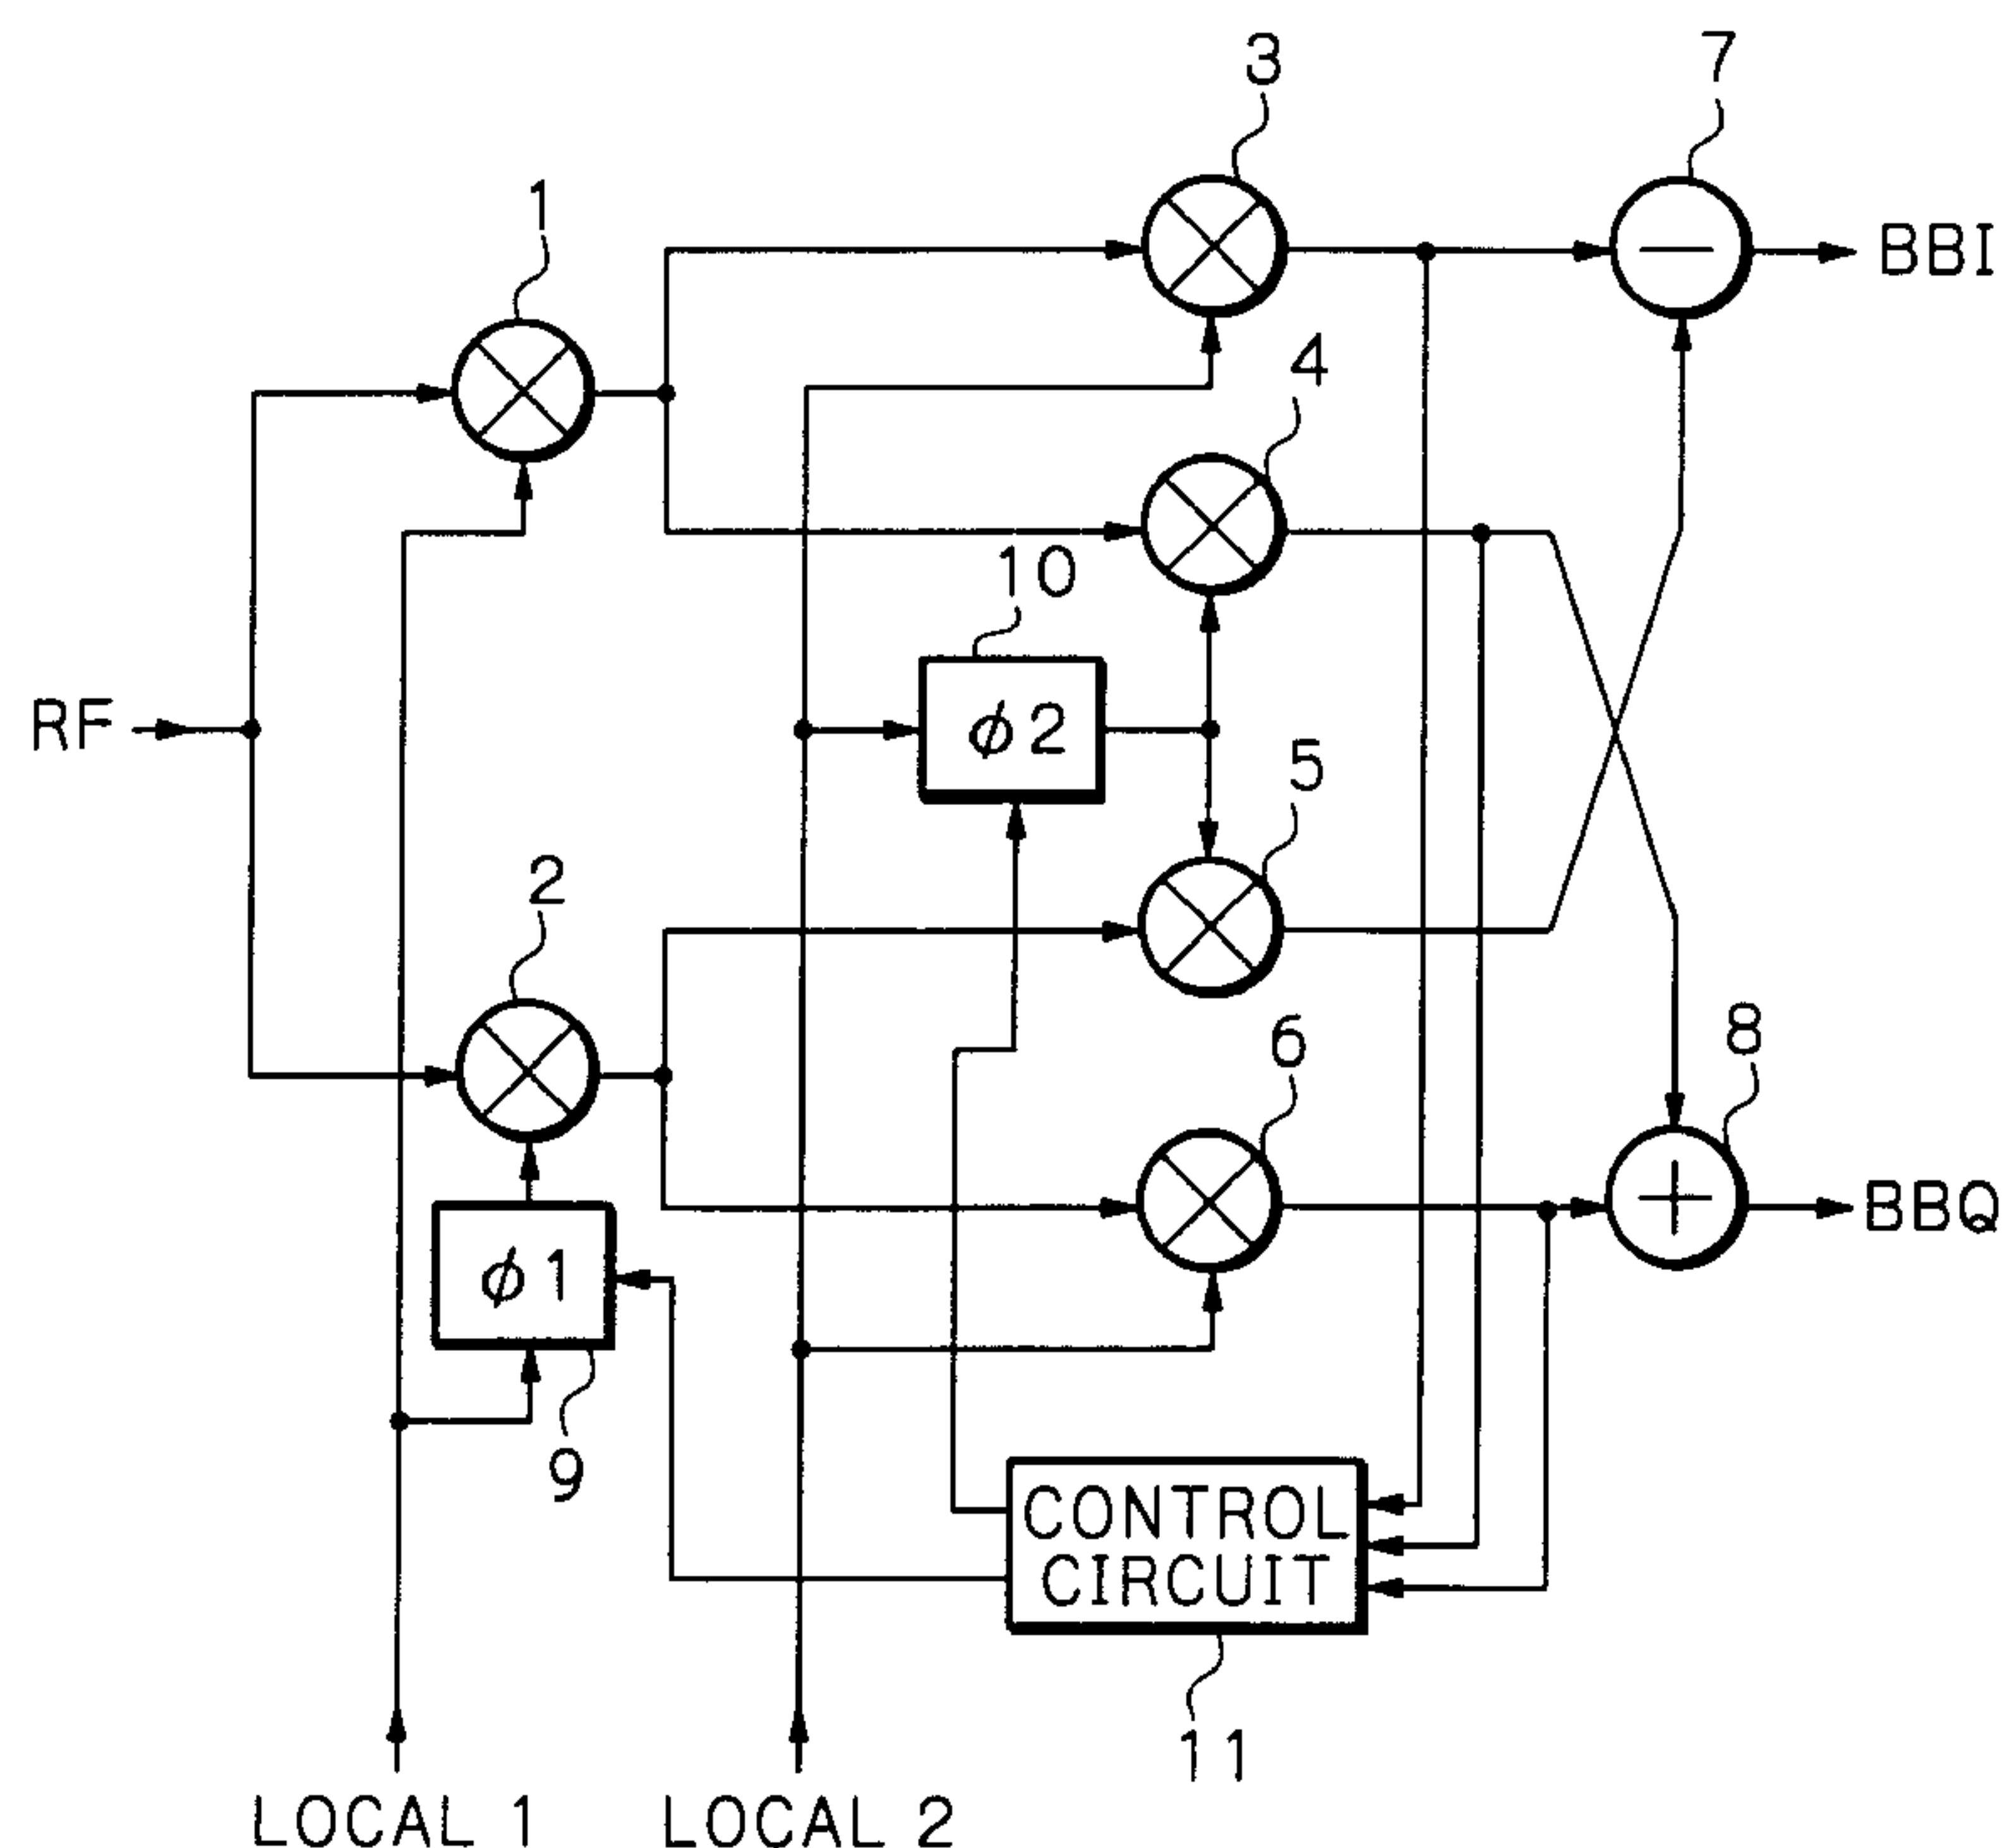 3
7
1
BBI
4
10
RF
ϕ2
5
2
6
8
BBQ
ϕ1
9
CONTROL
CIRCUIT
11
LOCAL 1
LOCAL 2